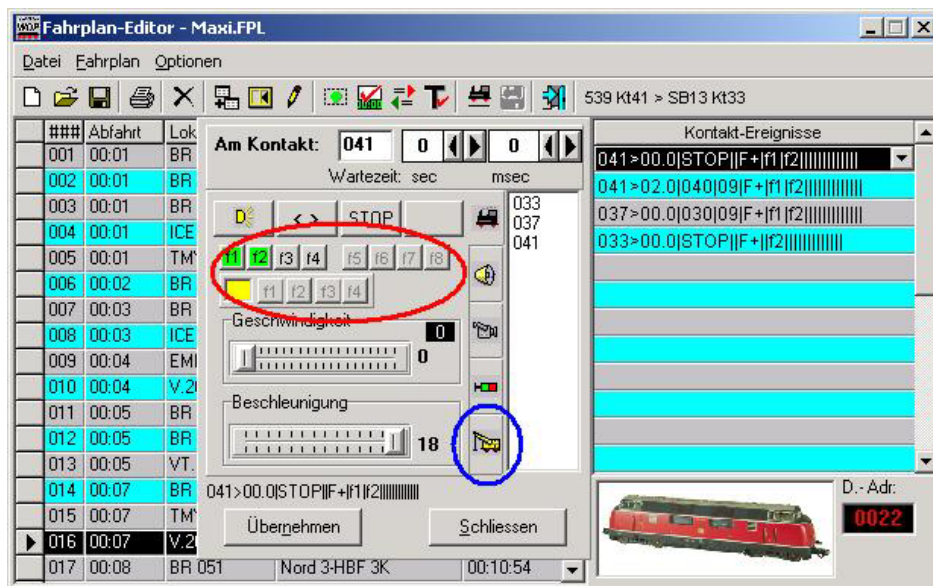 Fahrplan-Editor - Maxi.FPL
Datei Fahrplan Optionen
539 Kt41 > SB13 Kt33
### Abfahrt Lok
001 00:01 BR
002 00:01 BR
003 00:01 BR
004 00:01 ICE
005 00:01
006 00:02 BR
007 00:03 BR
008 00:03 ICE
009 00:04
010 00:04
011 00:05 BR
012 00:05 BR
013 00:05 VT.
014 00:07 BR
015 00:07
016 00:07
017 00:08 BR 051 Nord 3-HBF 3K 00:10:54
Am Kontakt: 041 0 0
Wartezeit: sec msec
< > STOP
f1 f2 f3 f4 f5 f6 f7 f8
f1 f2 f3 f4
Geschwindigkeit
0
0
Beschleunigung
18
033
037
041
041>00.0|STOP||F+|f1|f2||||||||||||
Übernehmen Schliessen
Kontakt-Ereignisse
041>00.0|STOP||F+|f1|f2||||||||||||
041>02.0|040|09|F+|f1|f2||||||||||||
037>00.0|030|09|F+|f1|f2||||||||||||
033>00.0|STOP||F+||f2||||||||||||
D.- Adr:
0022